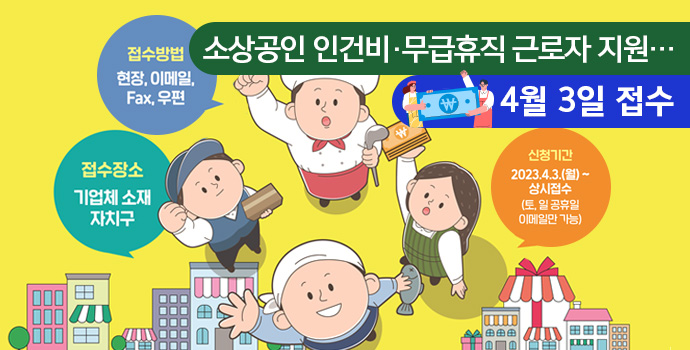 소상공인 인건비·무급휴직 근로자 지원…
4월 3일 접수
접수방법
현장, 이메일,
Fax, 우편
접수장소
기업체 소재
자치구
신청기간
2023.4.3.(월) ~
상시접수
(토, 일 공휴일
이메일만 가능)
₩
₩